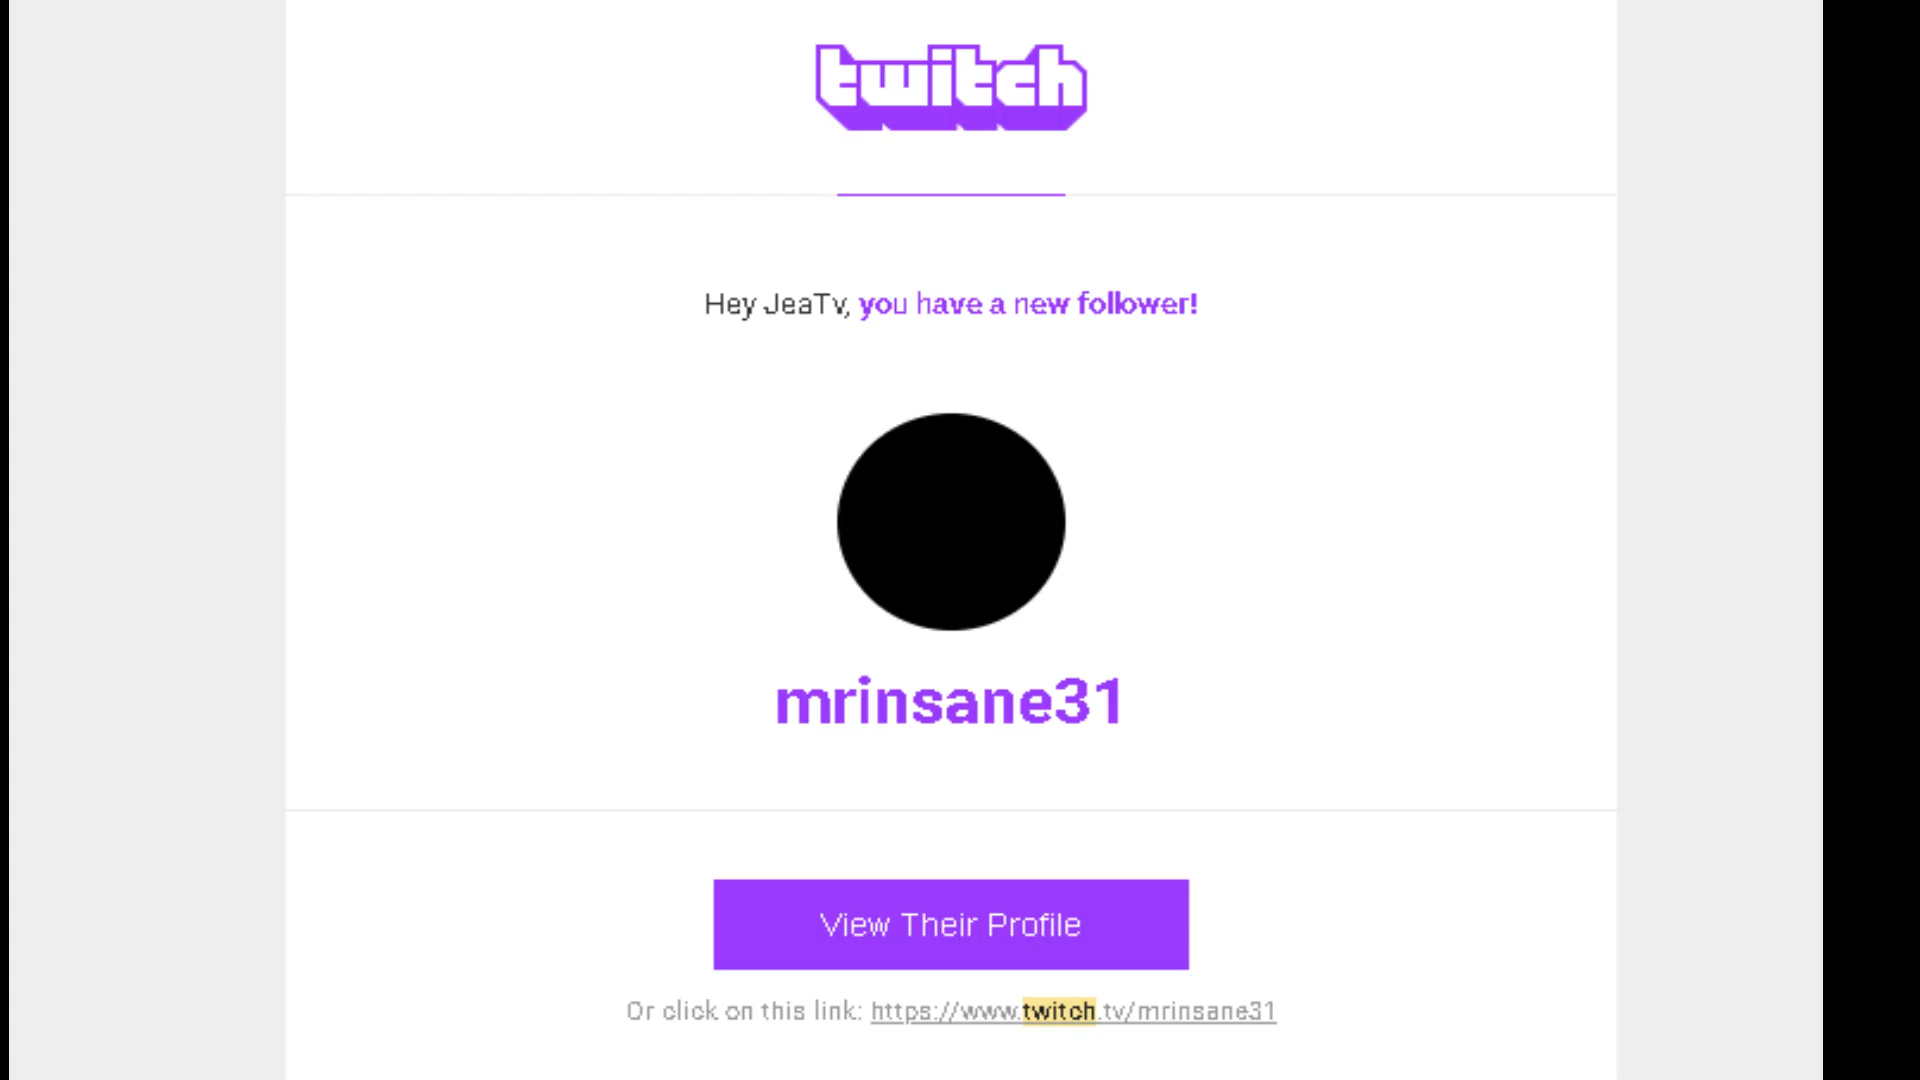 twitch
Hey JeaTv, you have a new follower!
mrinsane31
View Their Profile
Or click on this link: https://www.twitch.tv/mrinsane31